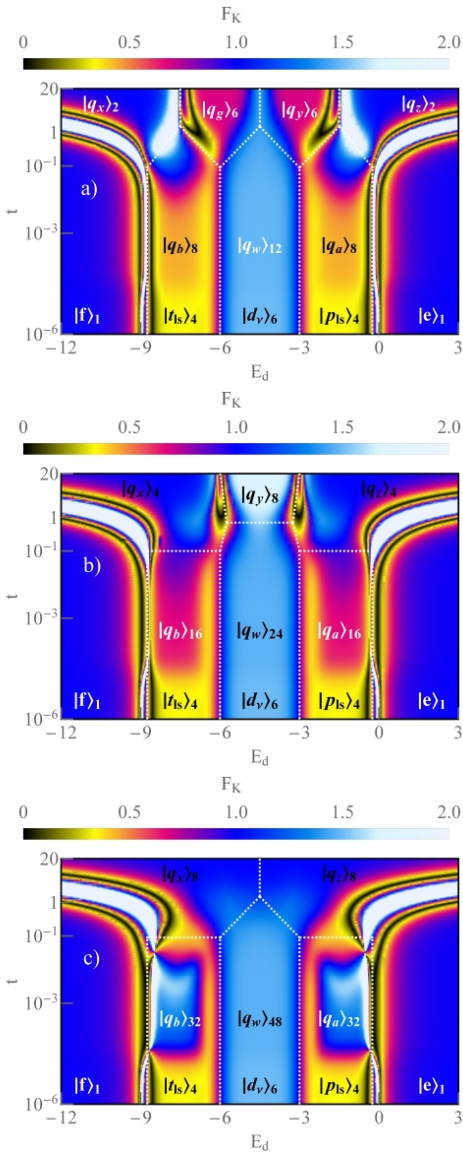 F_K
0 0.5 1.0 1.5 2.0
20
1
10^-1
10^-3
10^-6
t
a)
|q_x⟩_2 |q_g⟩_6 |q_y⟩_6 |q_z⟩_2
|q_b⟩_8 |q_w⟩_12 |q_a⟩_8
|f⟩_1 |t_ls⟩_4 |d_v⟩_6 |p_ls⟩_4 |e⟩_1
-12 -9 -6 -3 0 3
E_d
F_K
0 0.5 1.0 1.5 2.0
20
1
10^-1
10^-3
10^-6
t
b)
|q_x⟩_4 |q_y⟩_8 |q_z⟩_4
|q_b⟩_16 |q_w⟩_24 |q_a⟩_16
|f⟩_1 |t_ls⟩_4 |d_v⟩_6 |p_ls⟩_4 |e⟩_1
-12 -9 -6 -3 0 3
E_d
F_K
0 0.5 1.0 1.5 2.0
20
1
10^-1
10^-3
10^-6
t
c)
|q_x⟩_8 |q_z⟩_8
|q_b⟩_32 |q_w⟩_48 |q_a⟩_32
|f⟩_1 |t_ls⟩_4 |d_v⟩_6 |p_ls⟩_4 |e⟩_1
-12 -9 -6 -3 0 3
E_d